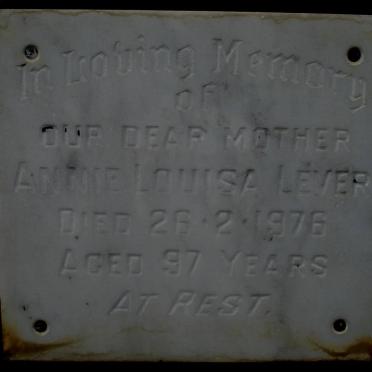 In Loving Memory
of
OUR DEAR MOTHER
ANNIE LOUISA LEVER
DIED 26·2·1976
AGED 97 YEARS
AT REST.